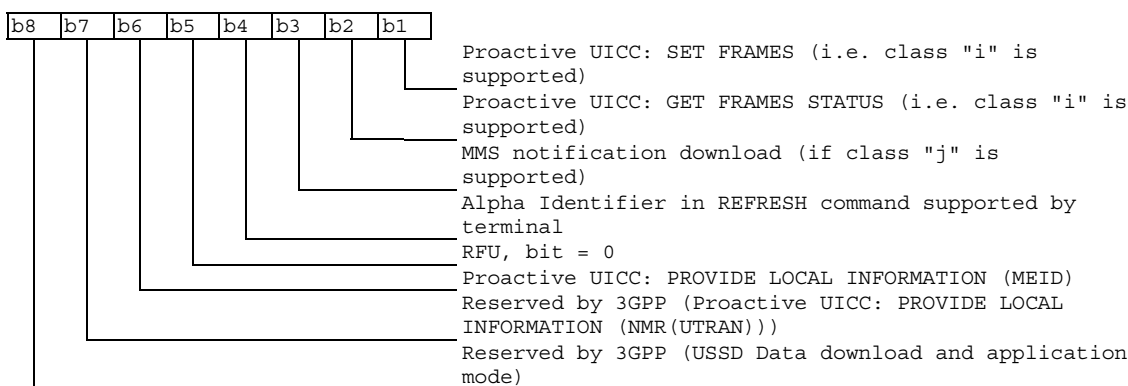 b8 b7 b6 b5 b4 b3 b2 b1
Proactive UICC: SET FRAMES (i.e. class "i" is
supported)
Proactive UICC: GET FRAMES STATUS (i.e. class "i" is
supported)
MMS notification download (if class "j" is
supported)
Alpha Identifier in REFRESH command supported by
terminal
RFU, bit = 0
Proactive UICC: PROVIDE LOCAL INFORMATION (MEID)
Reserved by 3GPP (Proactive UICC: PROVIDE LOCAL
INFORMATION (NMR(UTRAN)))
Reserved by 3GPP (USSD Data download and application
mode)